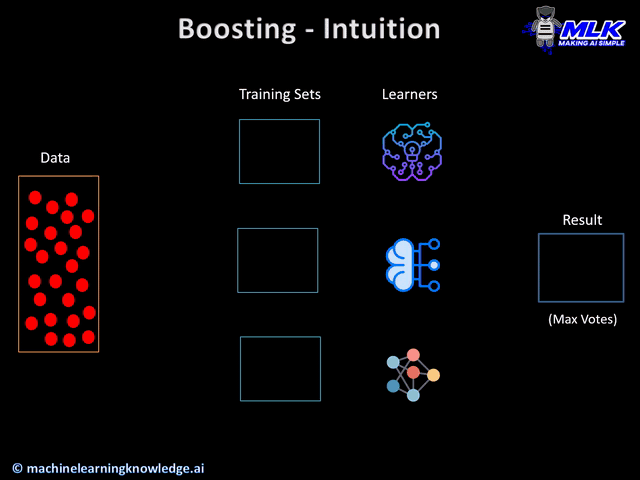 Boosting - Intuition
MLK
MAKING AI SIMPLE
Training Sets
Learners
Data
Result
(Max Votes)
© machinelearningknowledge.ai